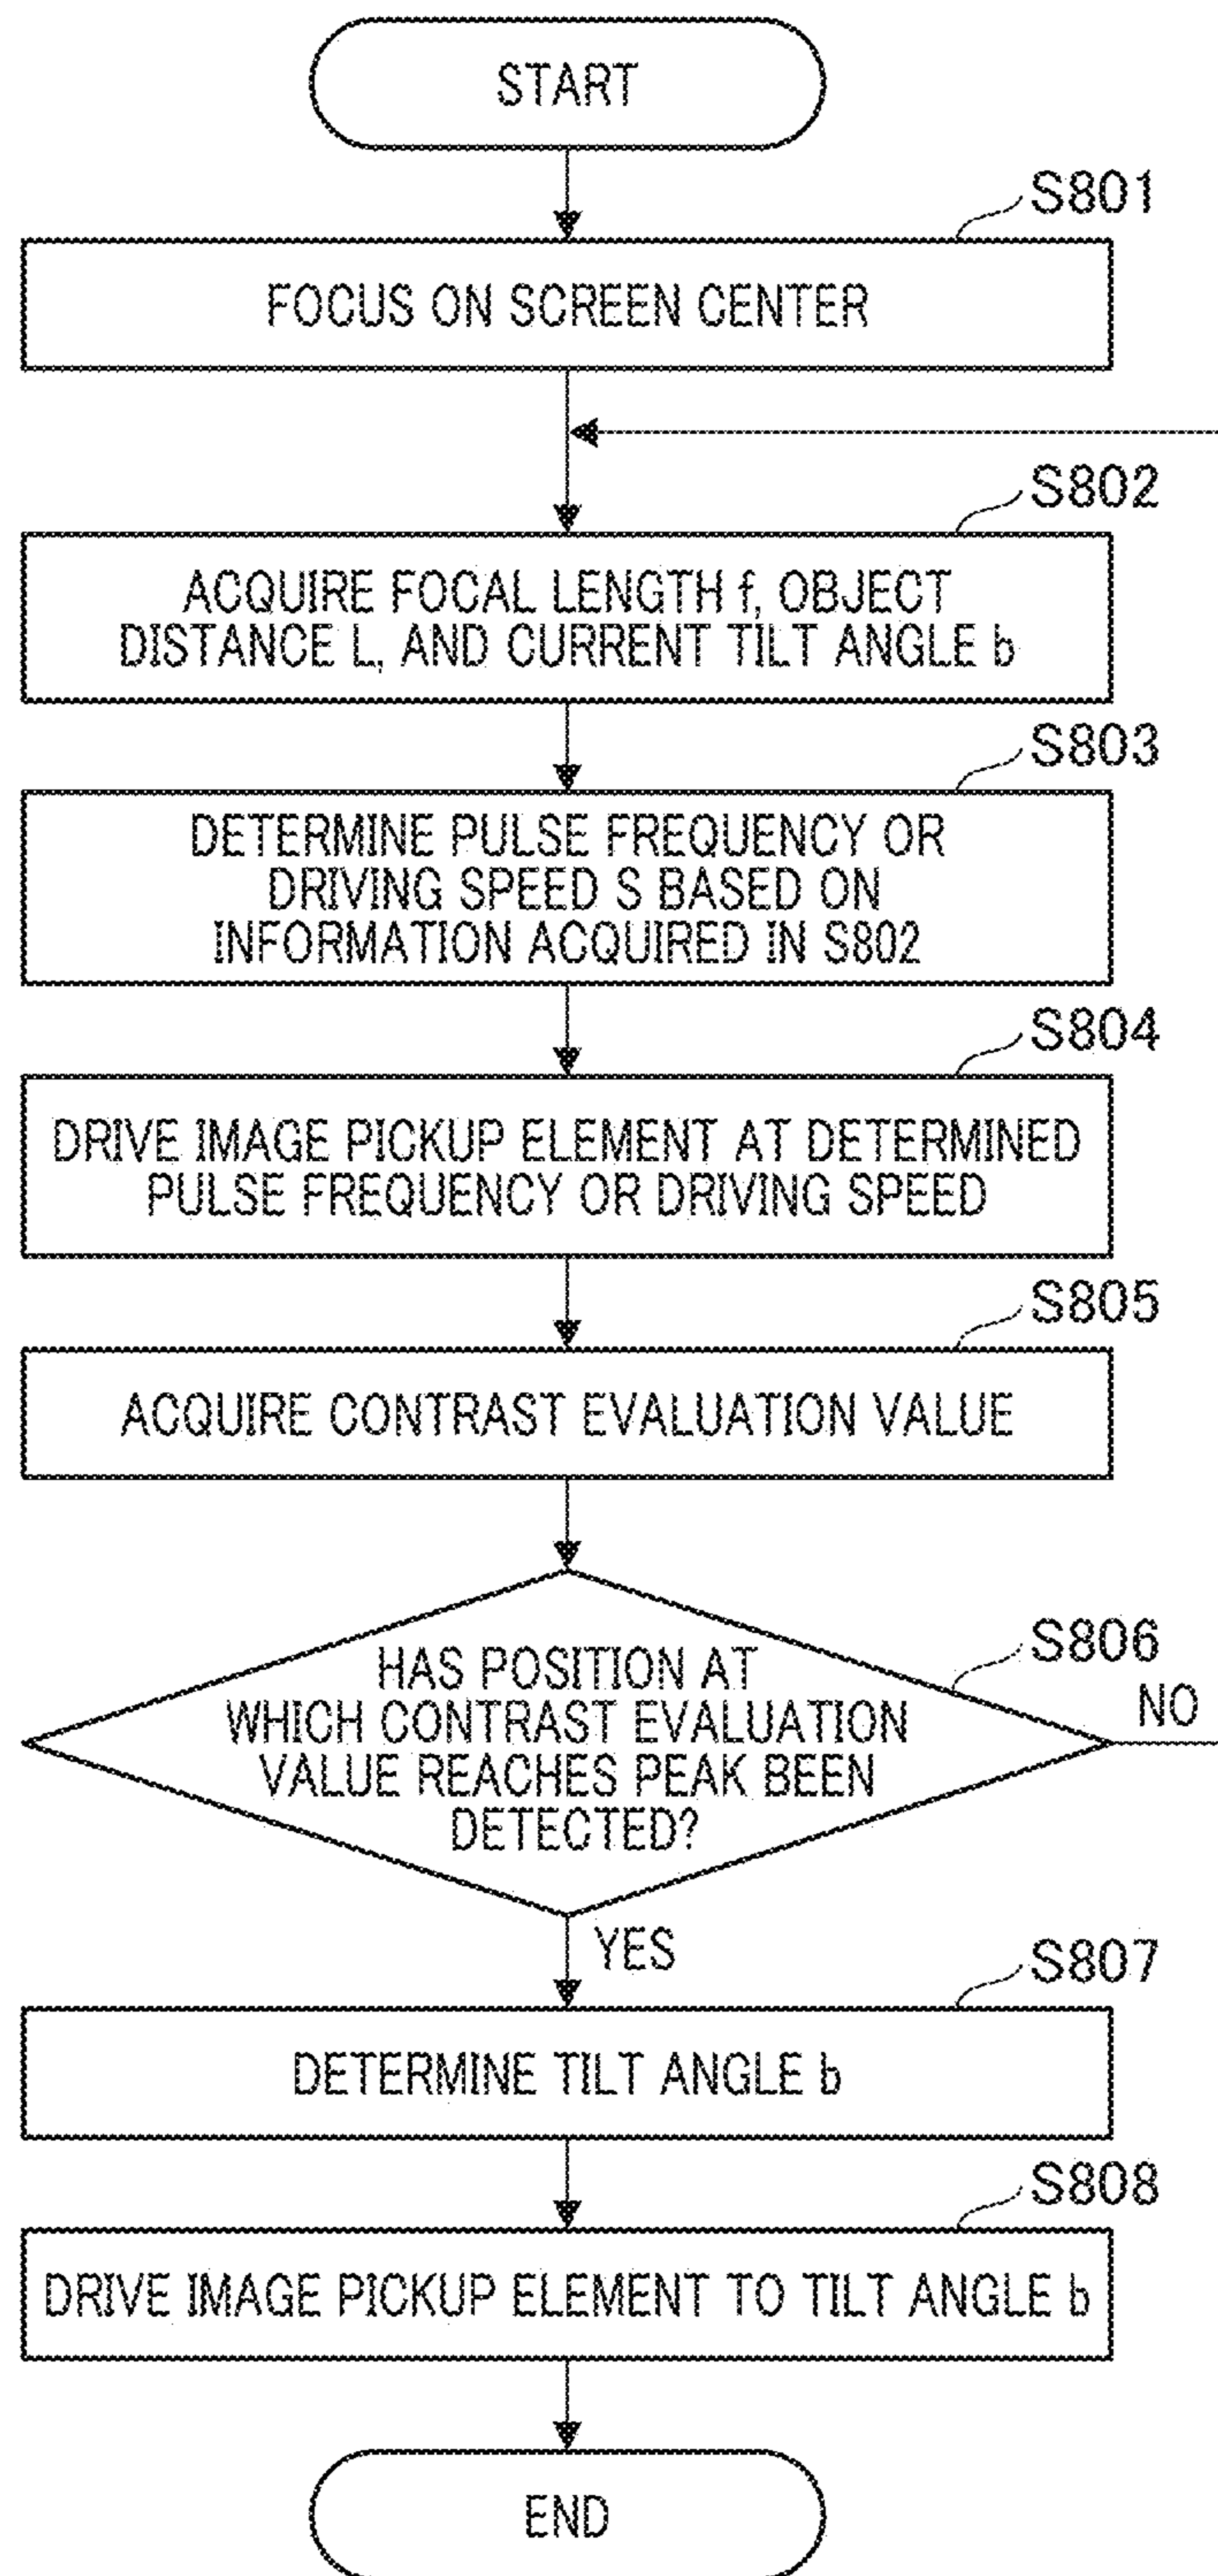 START
S801
FOCUS ON SCREEN CENTER
S802
ACQUIRE FOCAL LENGTH f, OBJECT
DISTANCE L, AND CURRENT TILT ANGLE b
S803
DETERMINE PULSE FREQUENCY OR
DRIVING SPEED S BASED ON
INFORMATION ACQUIRED IN S802
S804
DRIVE IMAGE PICKUP ELEMENT AT DETERMINED
PULSE FREQUENCY OR DRIVING SPEED
S805
ACQUIRE CONTRAST EVALUATION VALUE
S806
HAS POSITION AT
WHICH CONTRAST EVALUATION
VALUE REACHES PEAK BEEN
DETECTED?
NO
YES
S807
DETERMINE TILT ANGLE b
S808
DRIVE IMAGE PICKUP ELEMENT TO TILT ANGLE b
END